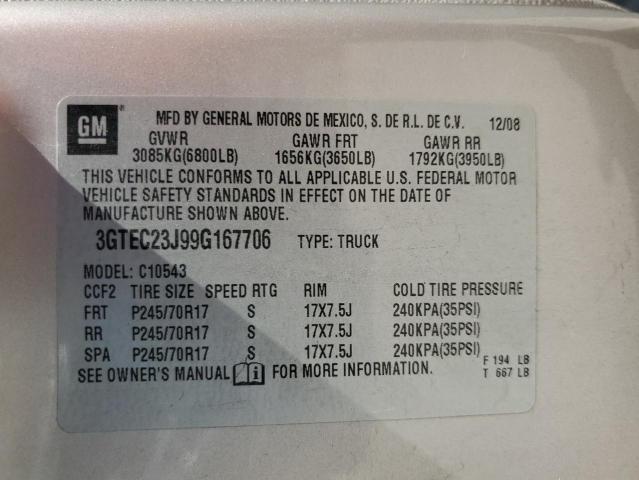 GM® MFD BY GENERAL MOTORS DE MEXICO, S. DE R.L. DE C.V. 12/08
GVWR GAWR FRT GAWR RR
3085KG(6800LB) 1656KG(3650LB) 1792KG(3950LB)
THIS VEHICLE CONFORMS TO ALL APPLICABLE U.S. FEDERAL MOTOR
VEHICLE SAFETY STANDARDS IN EFFECT ON THE DATE OF
MANUFACTURE SHOWN ABOVE.
3GTEC23J99G167706 TYPE: TRUCK
MODEL: C10543
CCF2 TIRE SIZE SPEED RTG RIM COLD TIRE PRESSURE
FRT P245/70R17 S 17X7.5J 240KPA(35PSI)
RR P245/70R17 S 17X7.5J 240KPA(35PSI)
SPA P245/70R17 S 17X7.5J 240KPA(35PSI)
SEE OWNER'S MANUAL i FOR MORE INFORMATION.
F 194 LB
T 667 LB